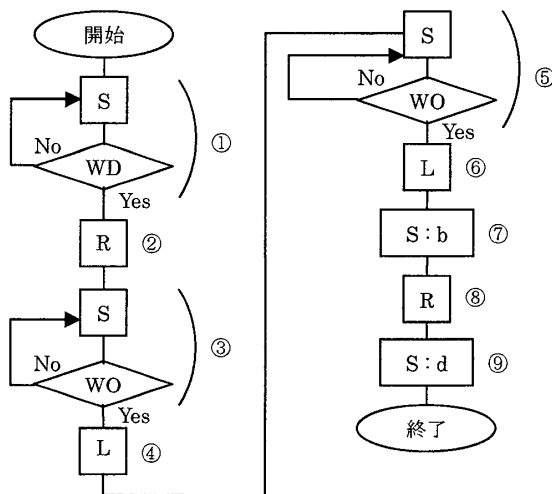 開始
S
①
No
WD
Yes
R
②
S
③
No
WO
Yes
L
④
S
⑤
No
WO
Yes
L
⑥
S:b
⑦
R
⑧
S:d
⑨
終了